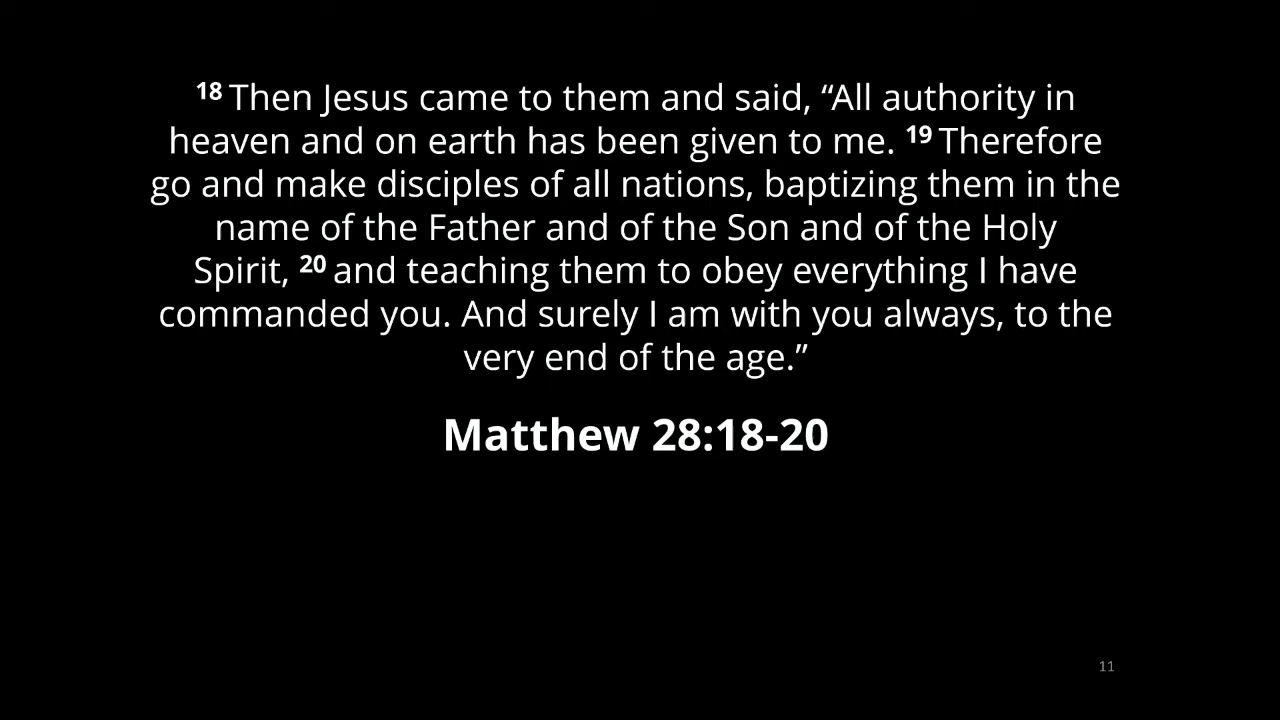 18 Then Jesus came to them and said, “All authority in
heaven and on earth has been given to me. 19 Therefore
go and make disciples of all nations, baptizing them in the
name of the Father and of the Son and of the Holy
Spirit, 20 and teaching them to obey everything I have
commanded you. And surely I am with you always, to the
very end of the age.”
Matthew 28:18-20
11